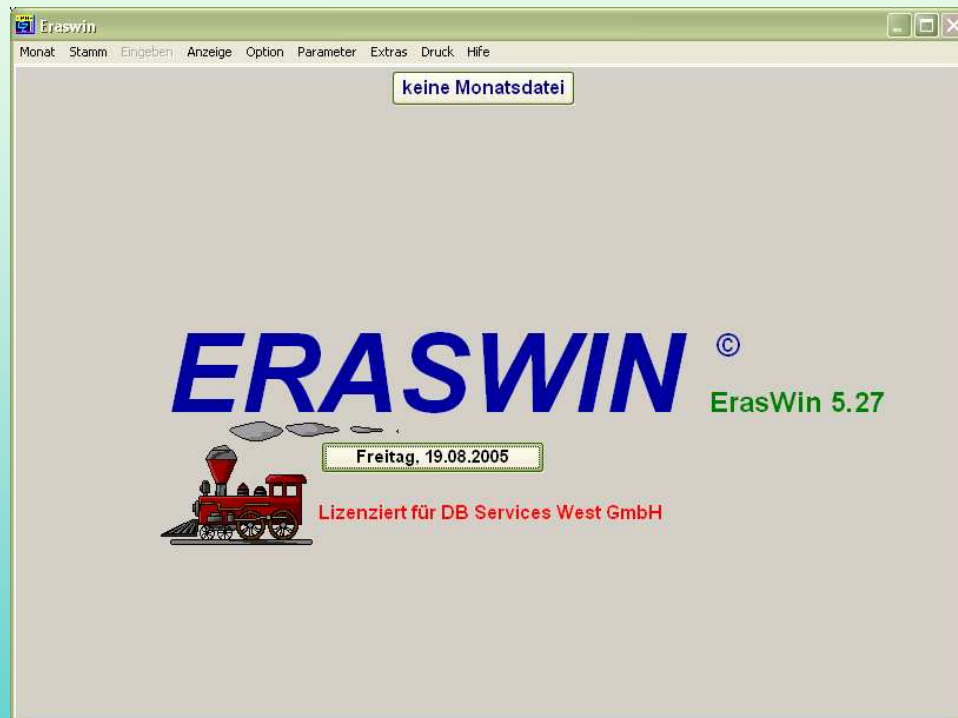 Eraswin
Monat Stamm Eingeben Anzeige Option Parameter Extras Druck Hife
keine Monatsdatei
ERASWIN ©
ErasWin 5.27
Freitag, 19.08.2005
Lizenziert für DB Services West GmbH